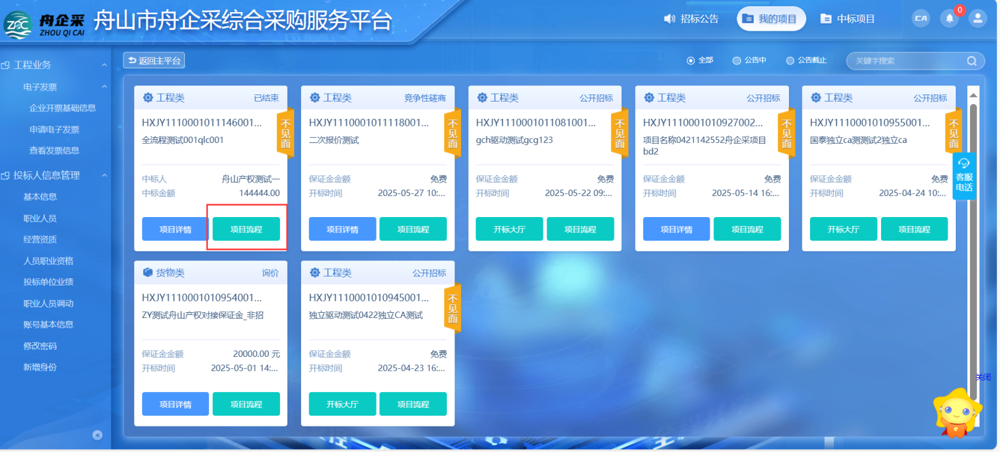 舟企采
ZHOU QI CAI
舟山市舟企采综合采购服务平台
招标公告
我的项目
中标项目
CA
0
工程业务
电子发票
企业开票基础信息
申请电子发票
查看发票信息
投标人信息管理
基本信息
职业人员
经营资质
人员职业资格
投标单位业绩
职业人员调动
账号基本信息
修改密码
新增身份
返回主平台
全部
公告中
公告截止
关键字搜索
工程类
已结束
HXJY1110001011146001...
全流程测试001qlc001
不见面
中标人
舟山产权测试一
中标金额
144444.00
项目详情
项目流程
工程类
竞争性磋商
HXJY1110001011118001...
二次报价测试
不见面
保证金金额
免费
开标时间
2025-05-27 10:...
项目详情
项目流程
工程类
公开招标
HXJY1110001011081001...
gch驱动测试gcg123
不见面
保证金金额
免费
开标时间
2025-05-22 09:...
开标大厅
项目流程
工程类
公开招标
HXJY1110001010927002...
项目名称0421142552舟企采项目
bd2
不见面
保证金金额
免费
开标时间
2025-05-14 16:...
项目详情
项目流程
工程类
公开招标
HXJY1110001010955001...
国泰独立ca测测试2独立ca
不见面
保证金金额
免费
开标时间
2025-04-24 10:...
开标大厅
项目流程
客服
电话
货物类
询价
HXJY1110001010954001...
ZY测试舟山产权对接保证金_非招
保证金金额
20000.00 元
开标时间
2025-05-01 14:...
项目详情
项目流程
工程类
公开招标
HXJY1110001010945001...
独立驱动测试0422独立CA测试
不见面
保证金金额
免费
开标时间
2025-04-23 16:...
开标大厅
项目流程
关闭